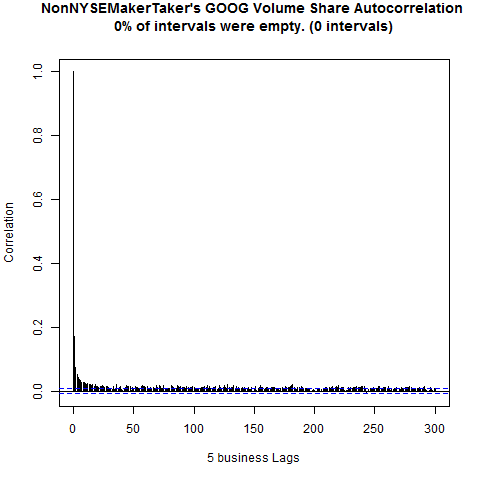 NonNYSEMakerTaker's GOOG Volume Share Autocorrelation
0% of intervals were empty. (0 intervals)
Correlation
1.0
0.8
0.6
0.4
0.2
0.0
0 50 100 150 200 250 300
5 business Lags